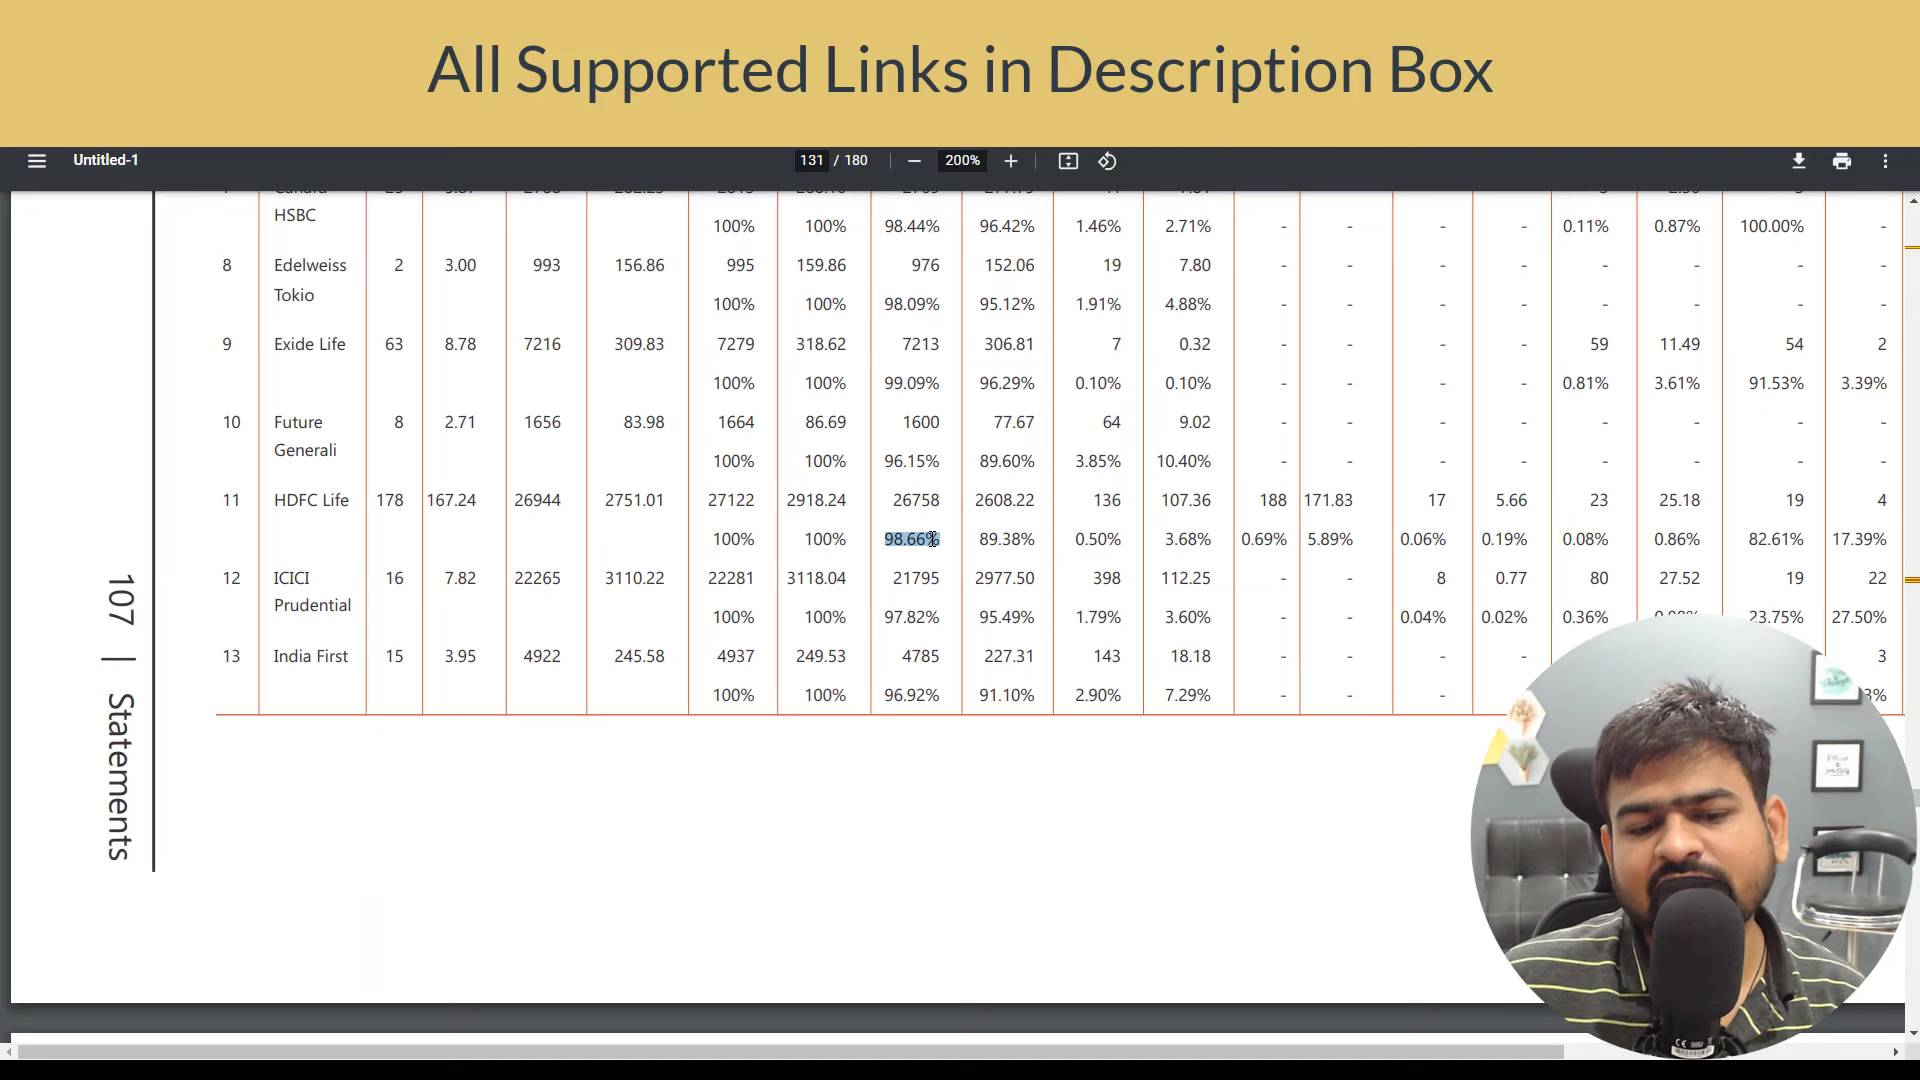 All Supported Links in Description Box
Untitled-1 131 / 180 200%
HSBC 100% 100% 98.44% 96.42% 1.46% 2.71% - - - - 0.11% 0.87% 100.00% -
8 Edelweiss 2 3.00 993 156.86 995 159.86 976 152.06 19 7.80 - - - - - - - -
Tokio 100% 100% 98.09% 95.12% 1.91% 4.88% - - - - - - - -
9 Exide Life 63 8.78 7216 309.83 7279 318.62 7213 306.81 7 0.32 - - - - 59 11.49 54 2
100% 100% 99.09% 96.29% 0.10% 0.10% - - - - 0.81% 3.61% 91.53% 3.39%
10 Future 8 2.71 1656 83.98 1664 86.69 1600 77.67 64 9.02 - - - - - - - -
Generali 100% 100% 96.15% 89.60% 3.85% 10.40% - - - - - - - -
11 HDFC Life 178 167.24 26944 2751.01 27122 2918.24 26758 2608.22 136 107.36 188 171.83 17 5.66 23 25.18 19 4
100% 100% 98.66% 89.38% 0.50% 3.68% 0.69% 5.89% 0.06% 0.19% 0.08% 0.86% 82.61% 17.39%
12 ICICI 16 7.82 22265 3110.22 22281 3118.04 21795 2977.50 398 112.25 - - 8 0.77 80 27.52 19 22
Prudential 100% 100% 97.82% 95.49% 1.79% 3.60% - - 0.04% 0.02% 0.36% 23.75% 27.50%
13 India First 15 3.95 4922 245.58 4937 249.53 4785 227.31 143 18.18 - - - - 3
100% 100% 96.92% 91.10% 2.90% 7.29% - - -
107 | Statements